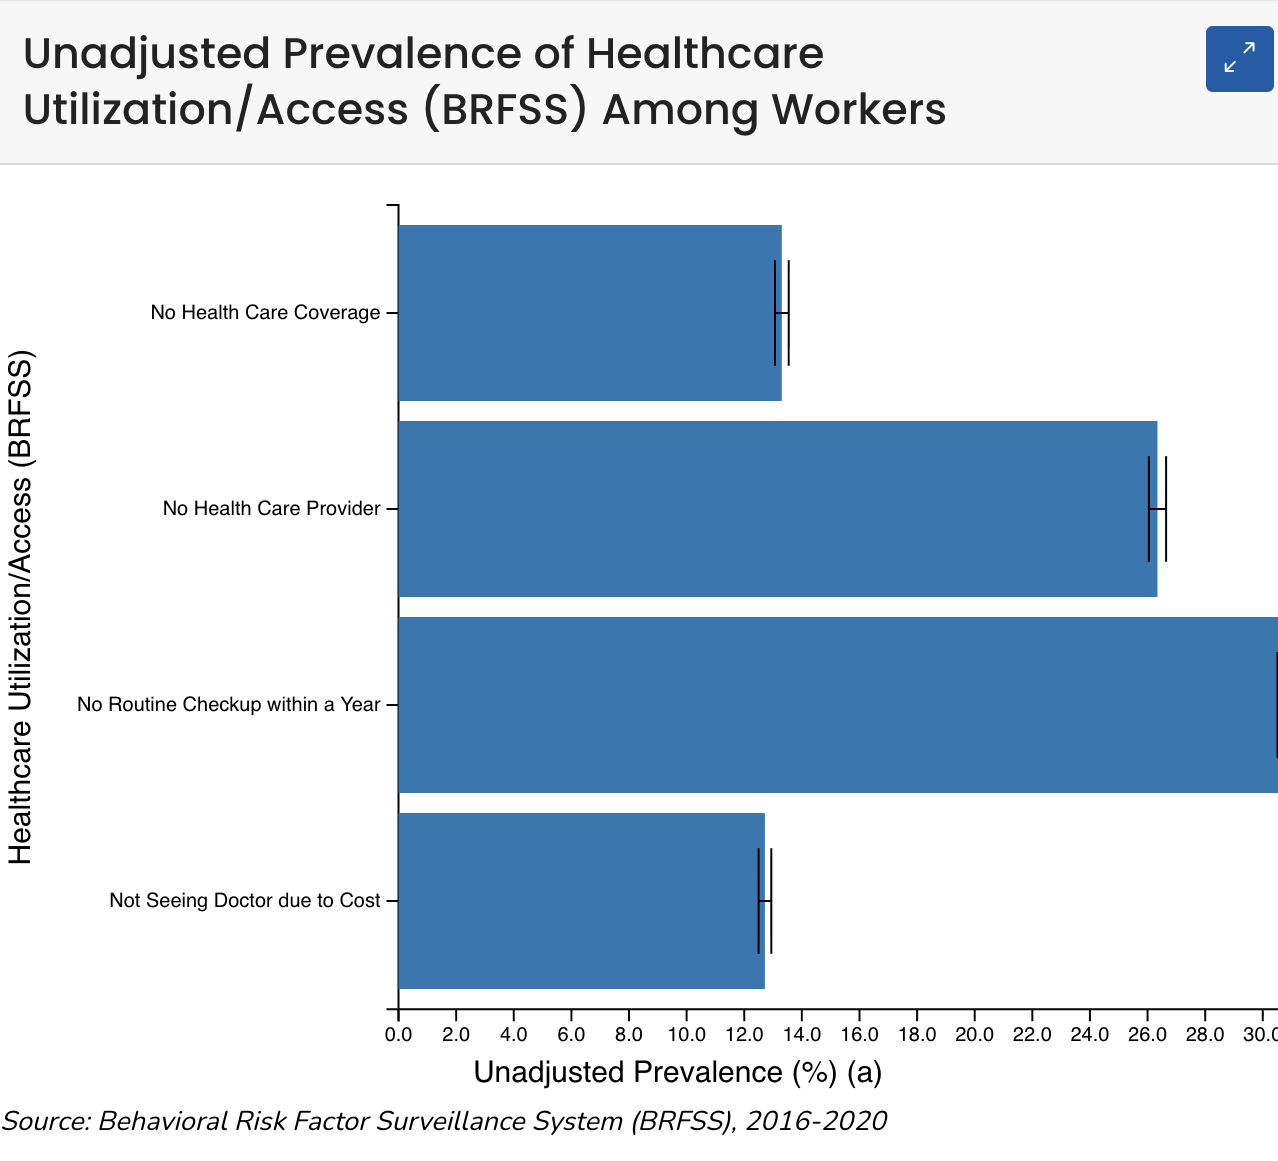 Unadjusted Prevalence of Healthcare
Utilization/Access (BRFSS) Among Workers
Healthcare Utilization/Access (BRFSS)
No Health Care Coverage
No Health Care Provider
No Routine Checkup within a Year
Not Seeing Doctor due to Cost
0.0 2.0 4.0 6.0 8.0 10.0 12.0 14.0 16.0 18.0 20.0 22.0 24.0 26.0 28.0 30.0
Unadjusted Prevalence (%) (a)
Source: Behavioral Risk Factor Surveillance System (BRFSS), 2016-2020